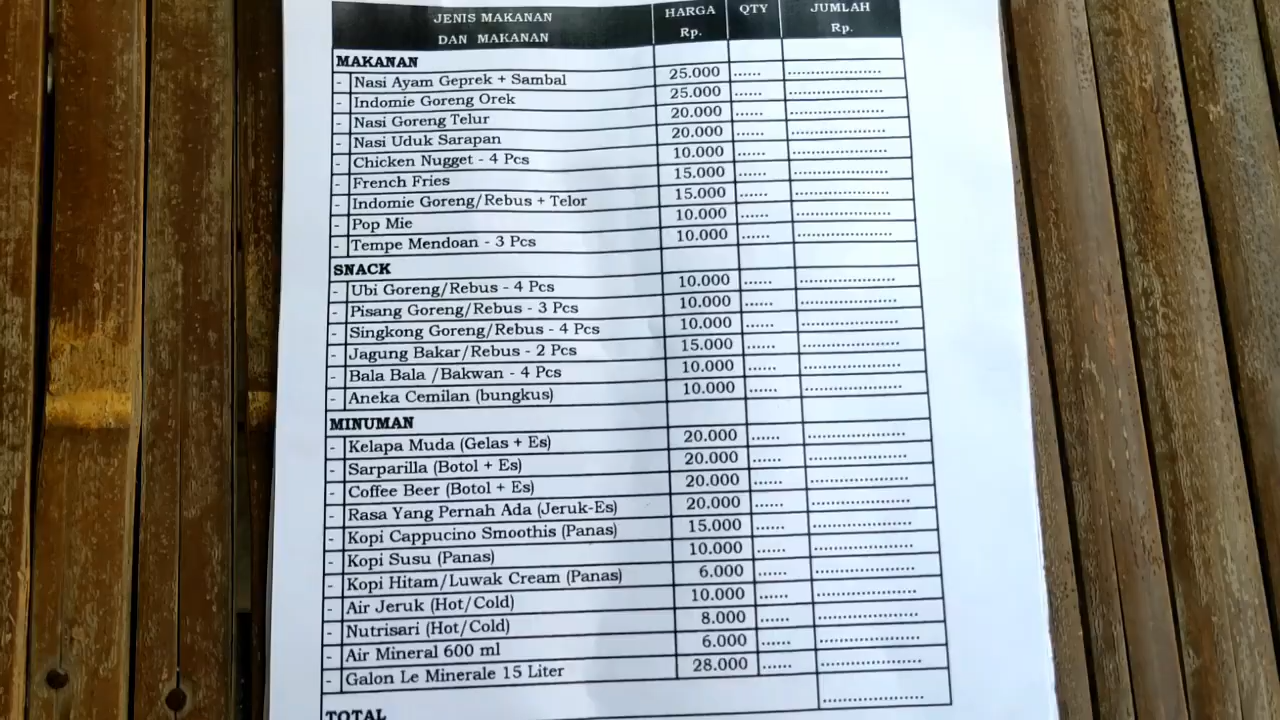 JENIS MAKANAN DAN MAKANAN HARGA Rp. QTY JUMLAH Rp.
MAKANAN
- Nasi Ayam Geprek + Sambal 25.000 ...... ......................
- Indomie Goreng Orek 25.000 ...... ......................
- Nasi Goreng Telur 20.000 ...... ......................
- Nasi Uduk Sarapan 20.000 ...... ......................
- Chicken Nugget - 4 Pcs 10.000 ...... ......................
- French Fries 15.000 ...... ......................
- Indomie Goreng/Rebus + Telor 15.000 ...... ......................
- Pop Mie 10.000 ...... ......................
- Tempe Mendoan - 3 Pcs 10.000 ...... ......................
SNACK
- Ubi Goreng/Rebus - 4 Pcs 10.000 ...... ......................
- Pisang Goreng/Rebus - 3 Pcs 10.000 ...... ......................
- Singkong Goreng/Rebus - 4 Pcs 10.000 ...... ......................
- Jagung Bakar/Rebus - 2 Pcs 15.000 ...... ......................
- Bala Bala /Bakwan - 4 Pcs 10.000 ...... ......................
- Aneka Cemilan (bungkus) 10.000 ...... ......................
MINUMAN
- Kelapa Muda (Gelas + Es) 20.000 ...... ......................
- Sarparilla (Botol + Es) 20.000 ...... ......................
- Coffee Beer (Botol + Es) 20.000 ...... ......................
- Rasa Yang Pernah Ada (Jeruk-Es) 20.000 ...... ......................
- Kopi Cappucino Smoothis (Panas) 15.000 ...... ......................
- Kopi Susu (Panas) 10.000 ...... ......................
- Kopi Hitam/Luwak Cream (Panas) 6.000 ...... ......................
- Air Jeruk (Hot/Cold) 10.000 ...... ......................
- Nutrisari (Hot/Cold) 8.000 ...... ......................
- Air Mineral 600 ml 6.000 ...... ......................
- Galon Le Minerale 15 Liter 28.000 ...... ......................
TOTAL ......................